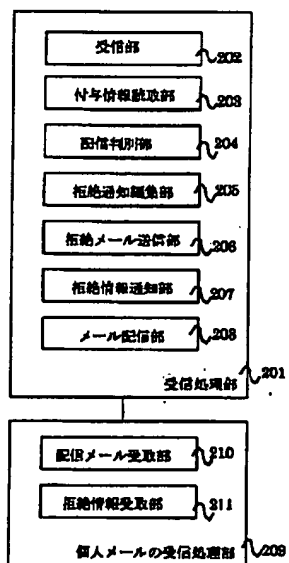 受信部 202
付与情報読取部 203
配信判別部 204
拒絶通知編集部 205
拒絶メール送信部 206
拒絶情報通知部 207
メール配信部 208
受信処理部 201
配信メール受取部 210
拒絶情報受取部 211
個人メールの受信処理部 209